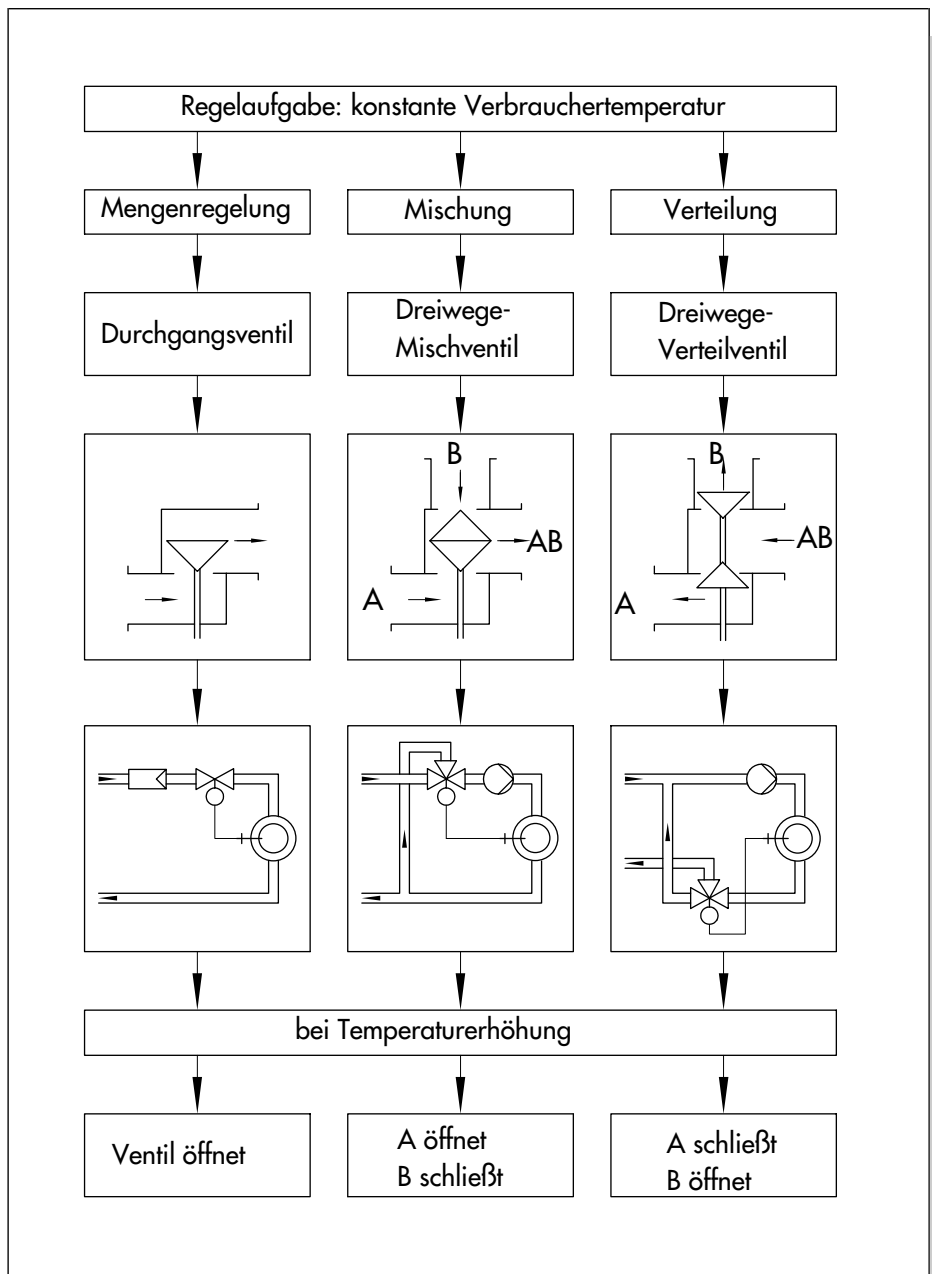 Regelaufgabe: konstante Verbrauchertemperatur
Mengenregelung
Mischung
Verteilung
Durchgangsventil
Dreiwege-
Mischventil
Dreiwege-
Verteilventil
B
AB
A
B
AB
A
bei Temperaturerhöhung
Ventil öffnet
A öffnet
B schließt
A schließt
B öffnet